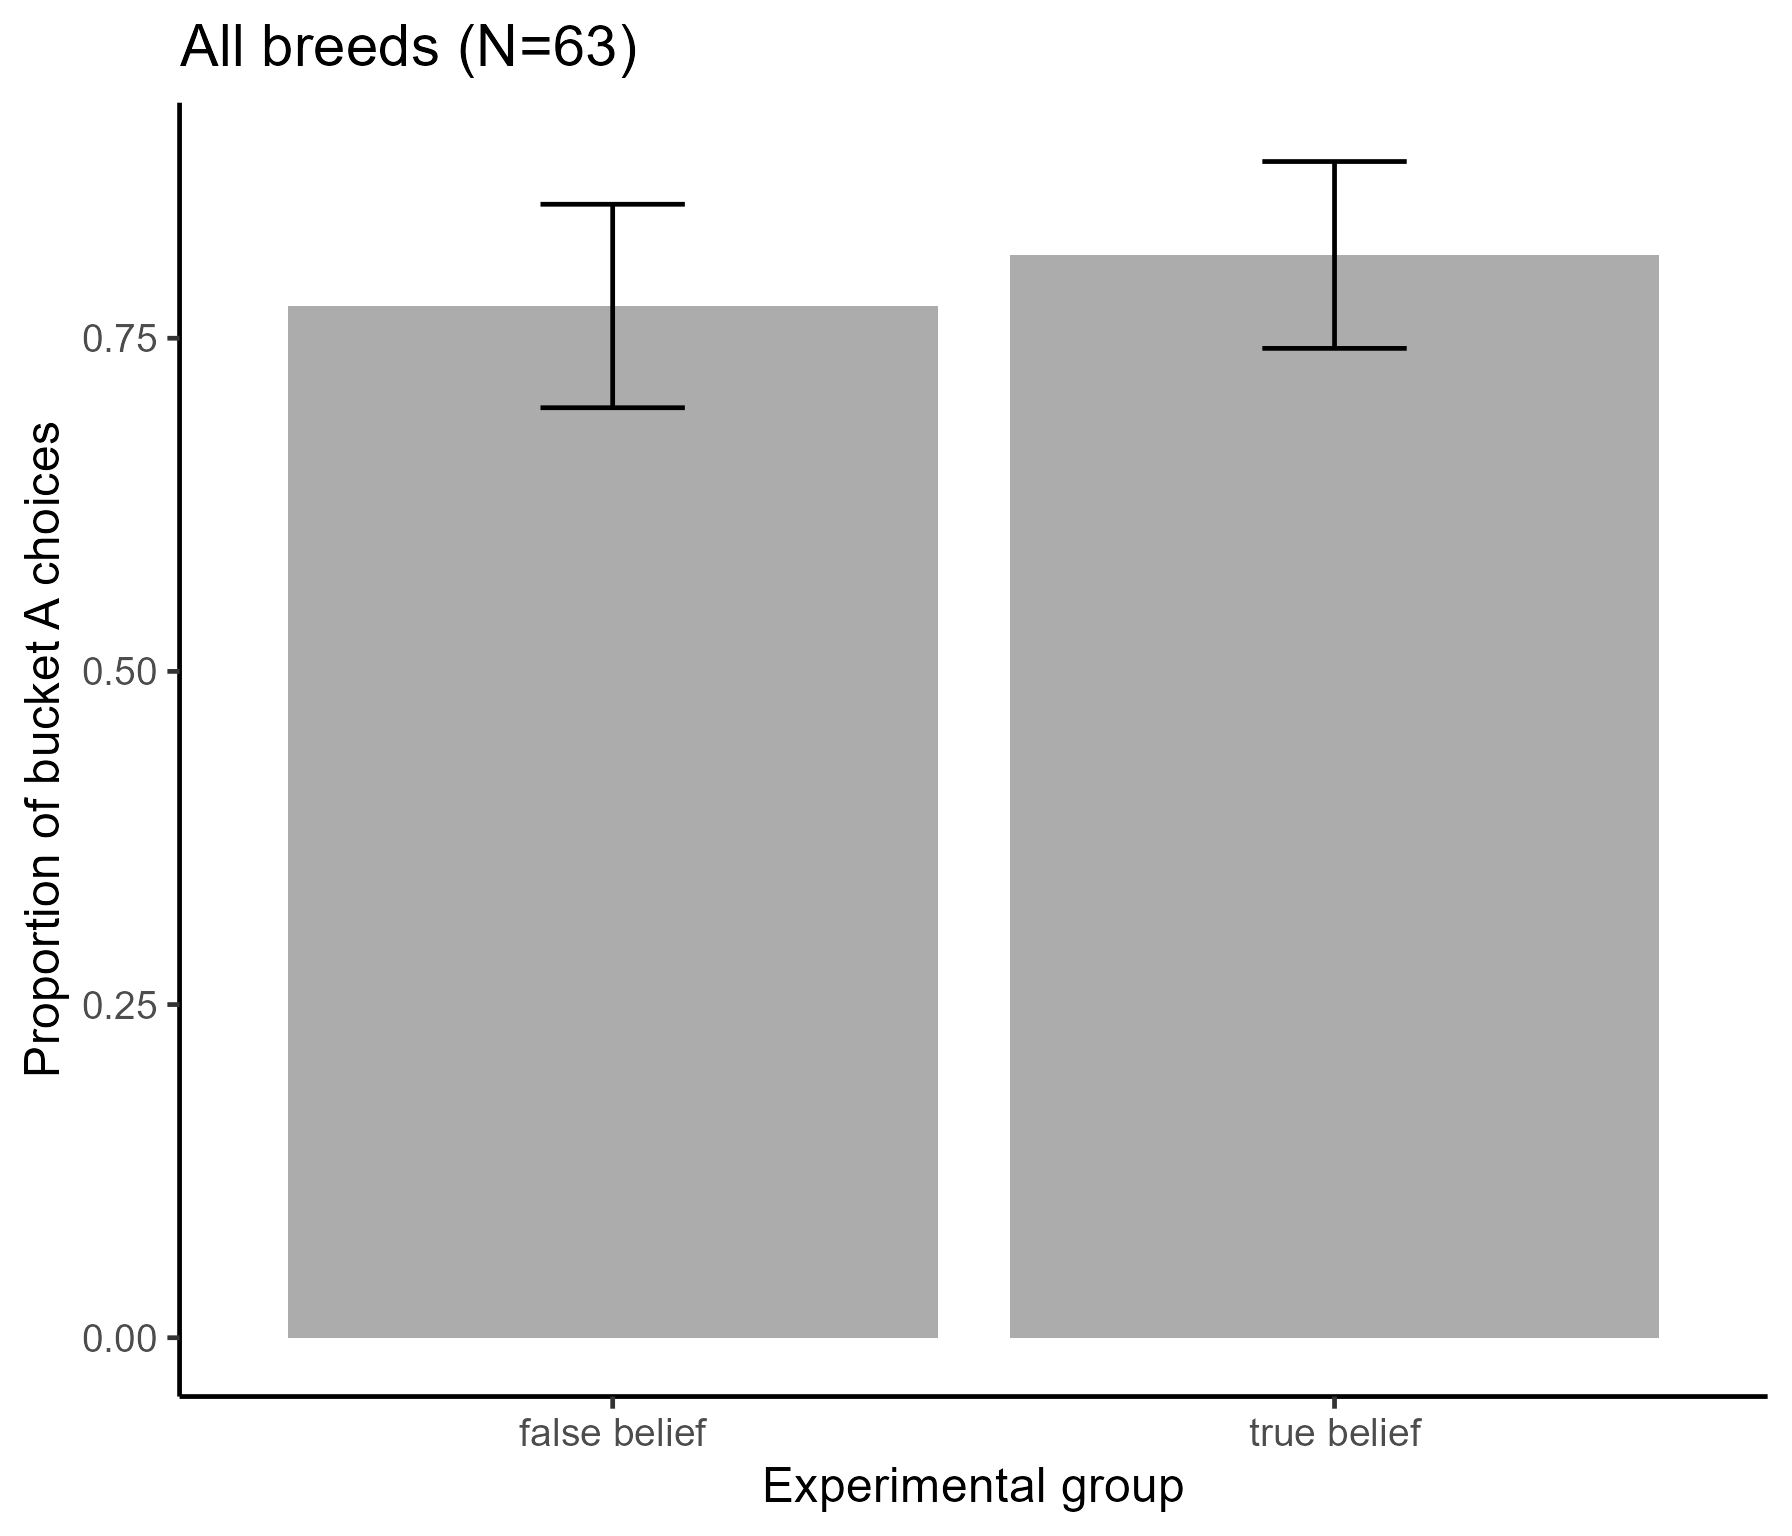 All breeds (N=63)
Proportion of bucket A choices
0.75
0.50
0.25
0.00
false belief
true belief
Experimental group